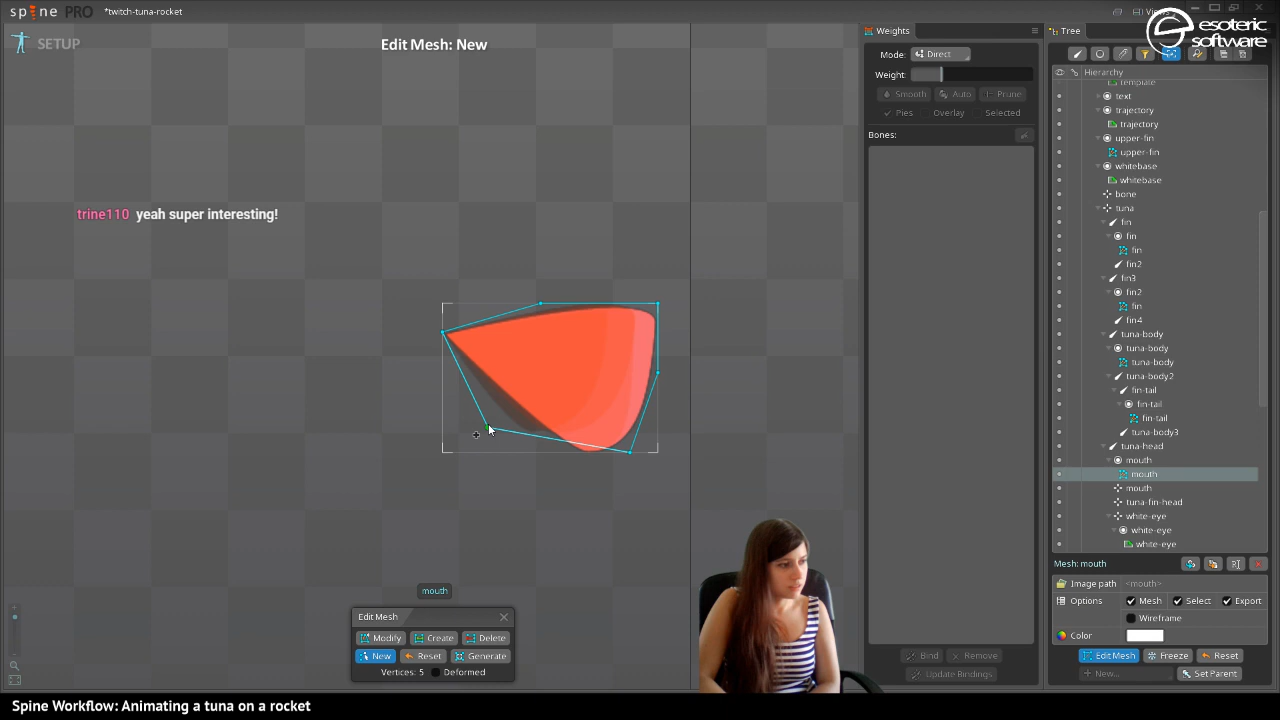 spine PRO
*twitch-tuna-rocket
Views
esoteric
software
SETUP
Edit Mesh: New
trine110 yeah super interesting!
mouth
Edit Mesh
Modify
Create
Delete
New
Reset
Generate
Vertices: 5
Deformed
Weights
Mode:
Direct
Weight:
Smooth
Auto
Prune
Pies
Overlay
Selected
Bones:
Bind
Remove
Update Bindings
Tree
Hierarchy
template
text
trajectory
trajectory
upper-fin
upper-fin
whitebase
whitebase
bone
tuna
fin
fin
fin
fin2
fin3
fin2
fin
fin4
tuna-body
tuna-body
tuna-body
tuna-body2
fin-tail
fin-tail
fin-tail
tuna-body3
tuna-head
mouth
mouth
mouth
tuna-fin-head
white-eye
white-eye
white-eye
Mesh: mouth
Image path
<mouth>
Options
Mesh
Select
Export
Wireframe
Color
Edit Mesh
Freeze
Reset
New...
Set Parent
Spine Workflow: Animating a tuna on a rocket